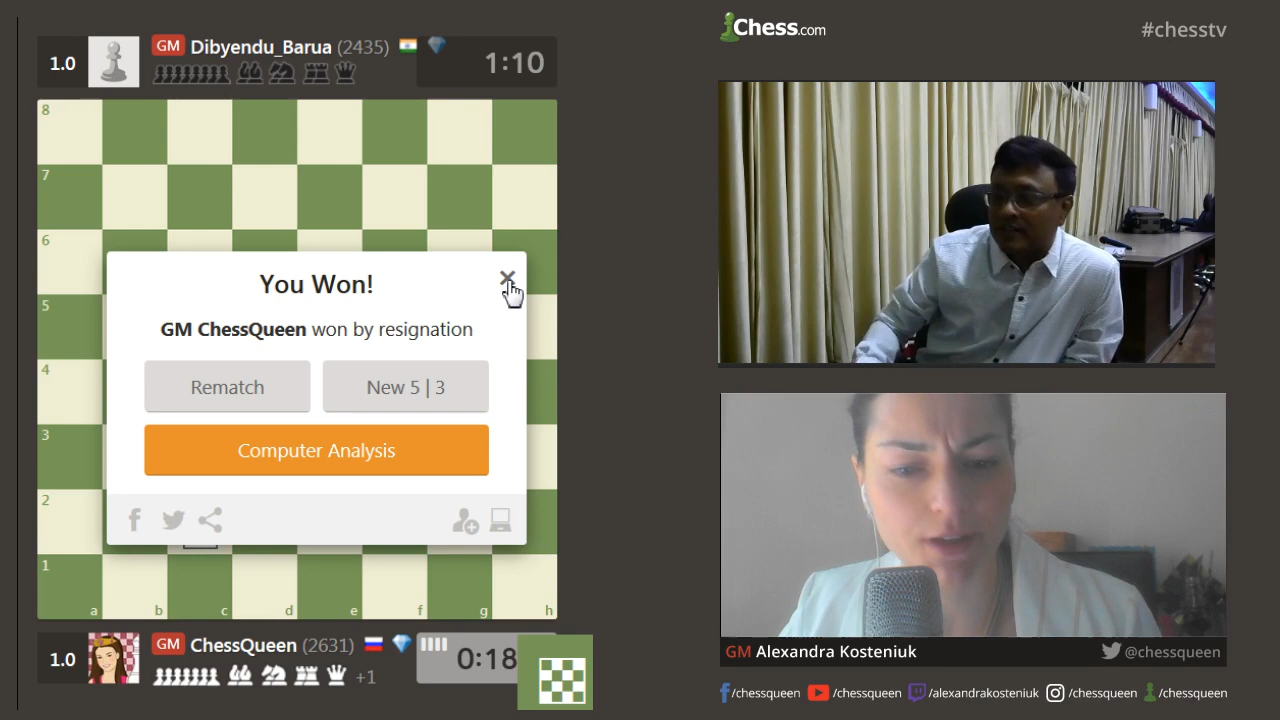 1.0
GM Dibyendu_Barua (2435)
1:10
8
7
6
5
4
3
2
1
a b c d e f g h
You Won!
GM ChessQueen won by resignation
Rematch
New 5 | 3
Computer Analysis
1.0
GM ChessQueen (2631)
+1
0:18
Chess.com
#chesstv
GM Alexandra Kosteniuk
@chessqueen
/chessqueen /chessqueen /alexandrakosteniuk /chessqueen /chessqueen